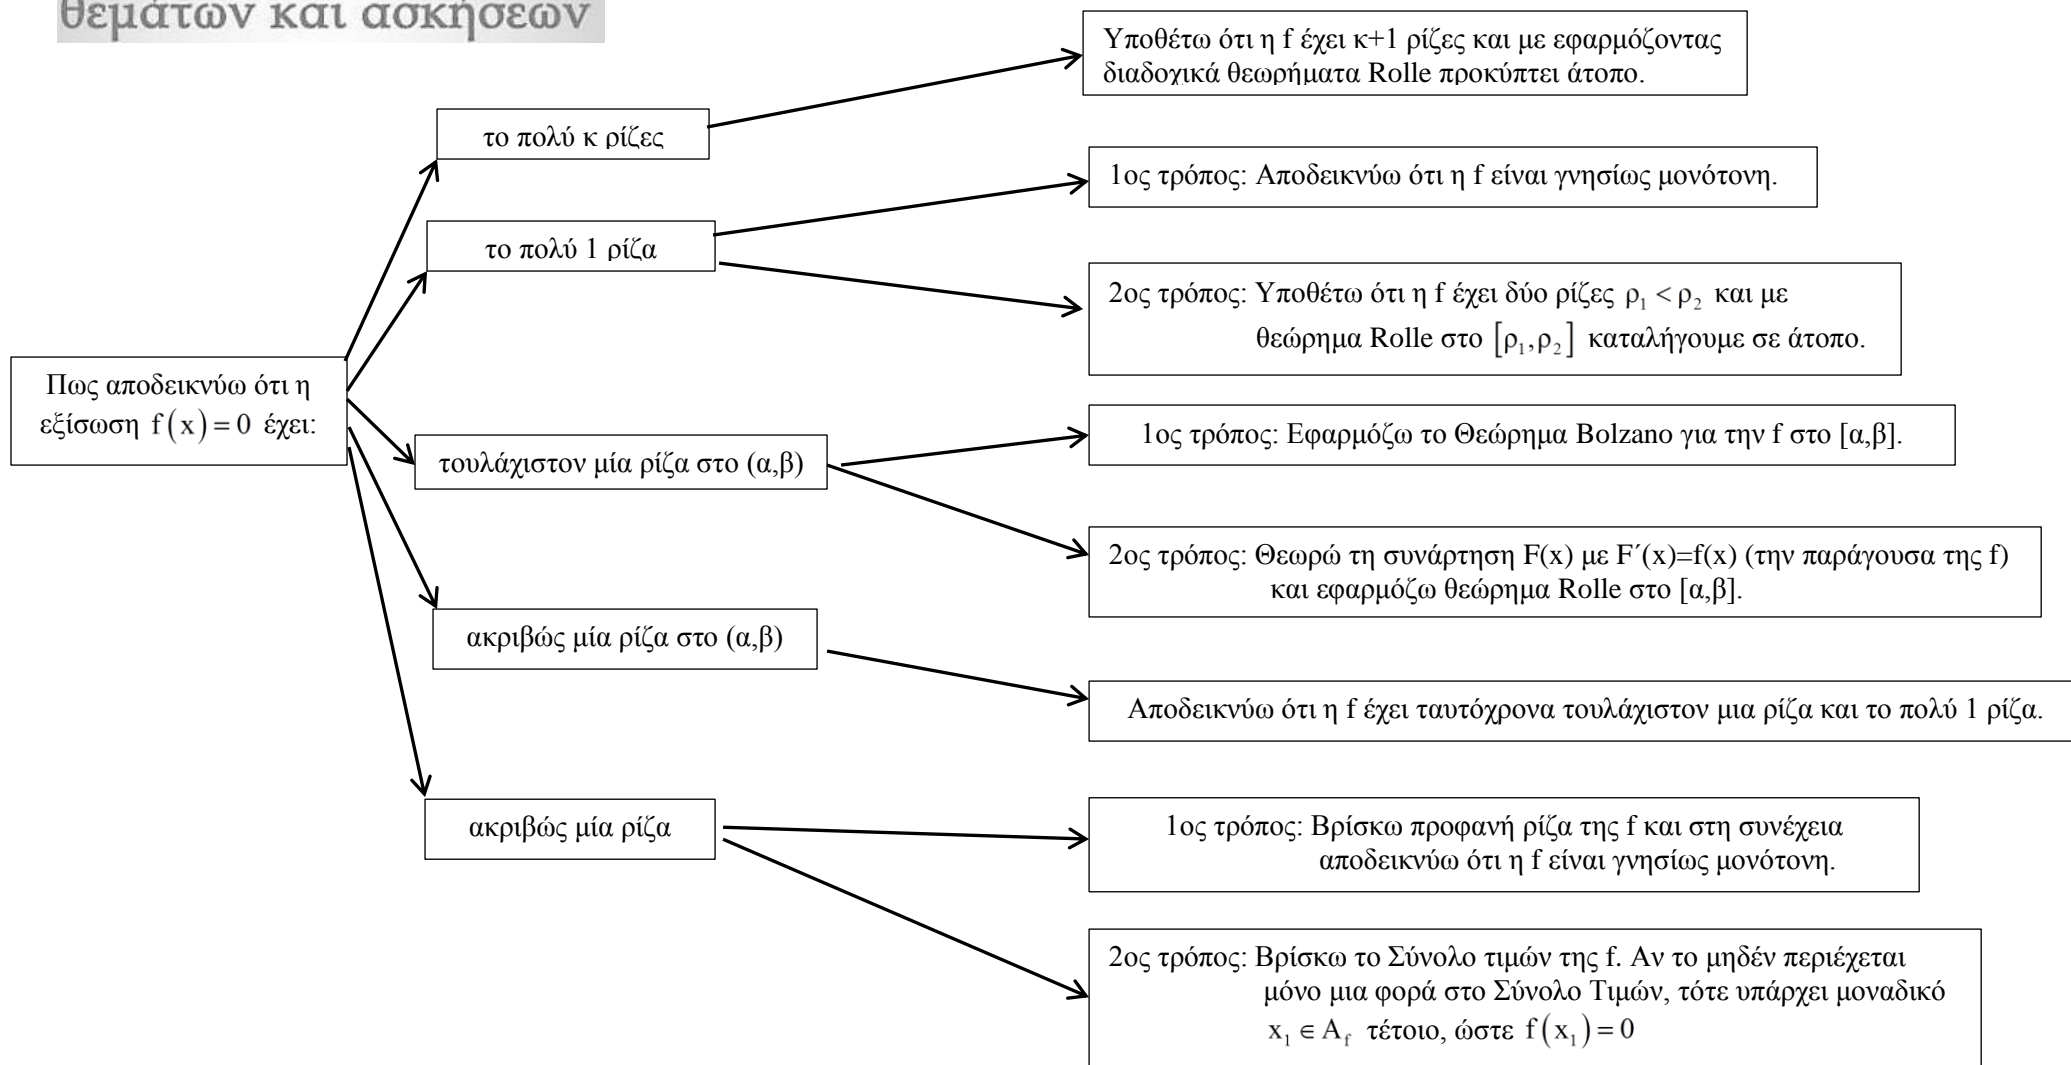 θεμάτων και ασκήσεων
Υποθέτω ότι η f έχει κ+1 ρίζες και με εφαρμόζοντας
διαδοχικά θεωρήματα Rolle προκύπτει άτοπο.
το πολύ κ ρίζες
1ος τρόπος: Αποδεικνύω ότι η f είναι γνησίως μονότονη.
το πολύ 1 ρίζα
2ος τρόπος: Υποθέτω ότι η f έχει δύο ρίζες ρ₁ < ρ₂ και με
θεώρημα Rolle στο [ρ₁,ρ₂] καταλήγουμε σε άτοπο.
Πως αποδεικνύω ότι η
εξίσωση f(x) = 0 έχει:
1ος τρόπος: Εφαρμόζω το Θεώρημα Bolzano για την f στο [α,β].
τουλάχιστον μία ρίζα στο (α,β)
2ος τρόπος: Θεωρώ τη συνάρτηση F(x) με F΄(x)=f(x) (την παράγουσα της f)
και εφαρμόζω θεώρημα Rolle στο [α,β].
ακριβώς μία ρίζα στο (α,β)
Αποδεικνύω ότι η f έχει ταυτόχρονα τουλάχιστον μια ρίζα και το πολύ 1 ρίζα.
ακριβώς μία ρίζα
1ος τρόπος: Βρίσκω προφανή ρίζα της f και στη συνέχεια
αποδεικνύω ότι η f είναι γνησίως μονότονη.
2ος τρόπος: Βρίσκω το Σύνολο τιμών της f. Αν το μηδέν περιέχεται
μόνο μια φορά στο Σύνολο Τιμών, τότε υπάρχει μοναδικό
x₁ ∈ A_f τέτοιο, ώστε f(x₁) = 0